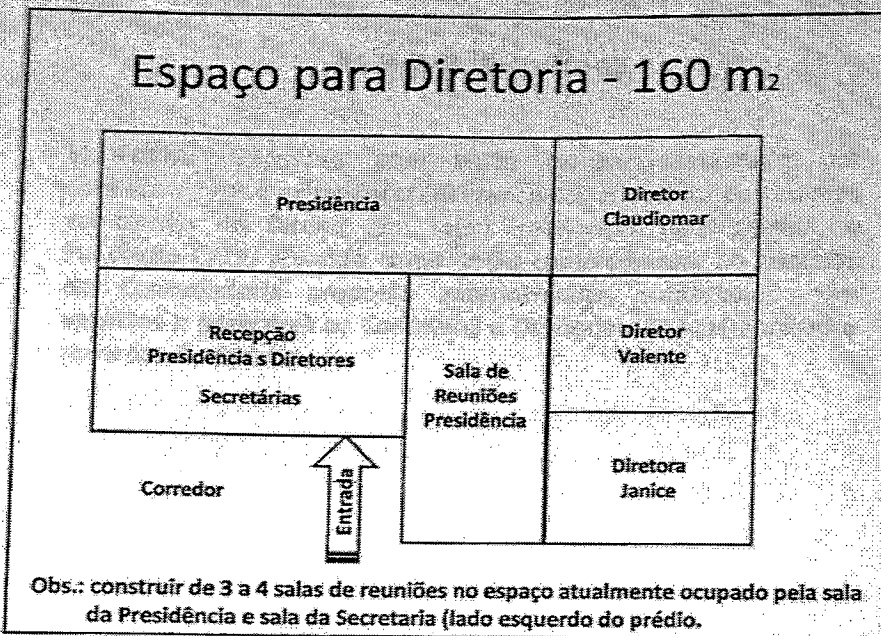 Espaço para Diretoria - 160 m2
Presidência
Diretor
Claudiomar
Recepção
Presidência s Diretores
Secretárias
Sala de
Reuniões
Presidência
Diretor
Valente
Diretora
Janice
Corredor
Entrada
Obs.: construir de 3 a 4 salas de reuniões no espaço atualmente ocupado pela sala
da Presidência e sala da Secretaria (lado esquerdo do prédio.